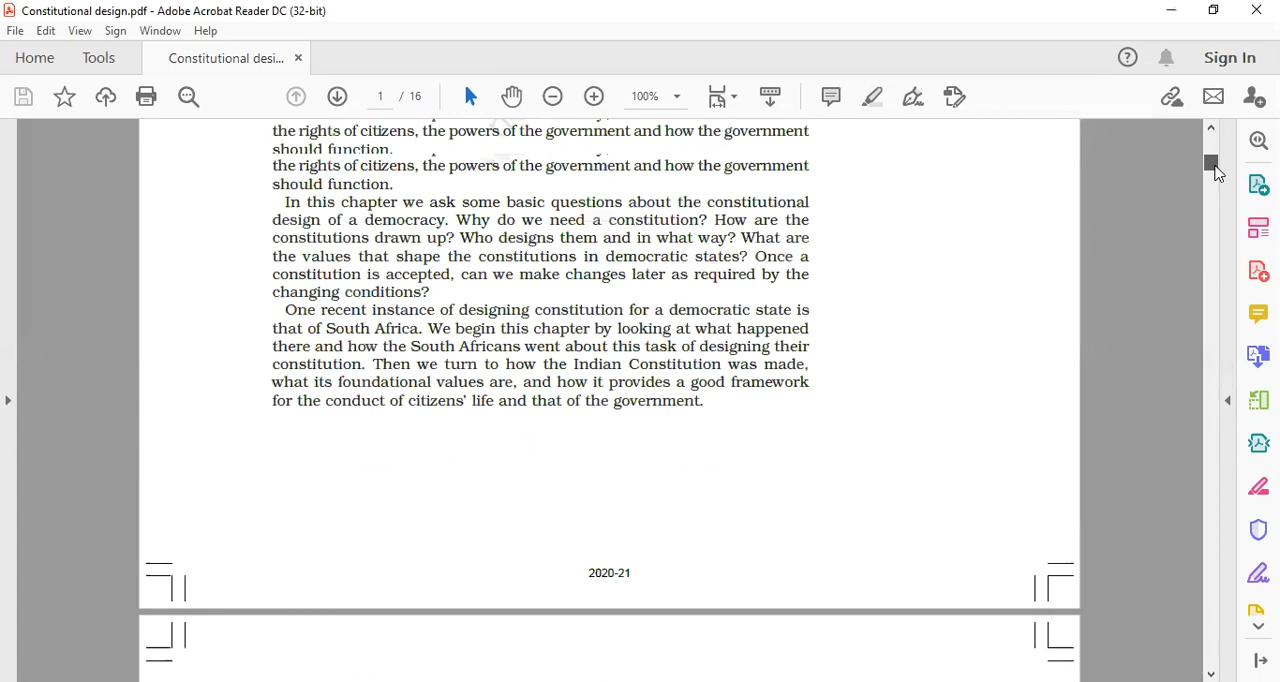 Constitutional design.pdf - Adobe Acrobat Reader DC (32-bit)
File Edit View Sign Window Help
Home Tools Constitutional desi... × Sign In
1 / 16 100%
the rights of citizens, the powers of the government and how the government
should function.
the rights of citizens, the powers of the government and how the government
should function.
In this chapter we ask some basic questions about the constitutional
design of a democracy. Why do we need a constitution? How are the
constitutions drawn up? Who designs them and in what way? What are
the values that shape the constitutions in democratic states? Once a
constitution is accepted, can we make changes later as required by the
changing conditions?
One recent instance of designing constitution for a democratic state is
that of South Africa. We begin this chapter by looking at what happened
there and how the South Africans went about this task of designing their
constitution. Then we turn to how the Indian Constitution was made,
what its foundational values are, and how it provides a good framework
for the conduct of citizens' life and that of the government.
2020-21